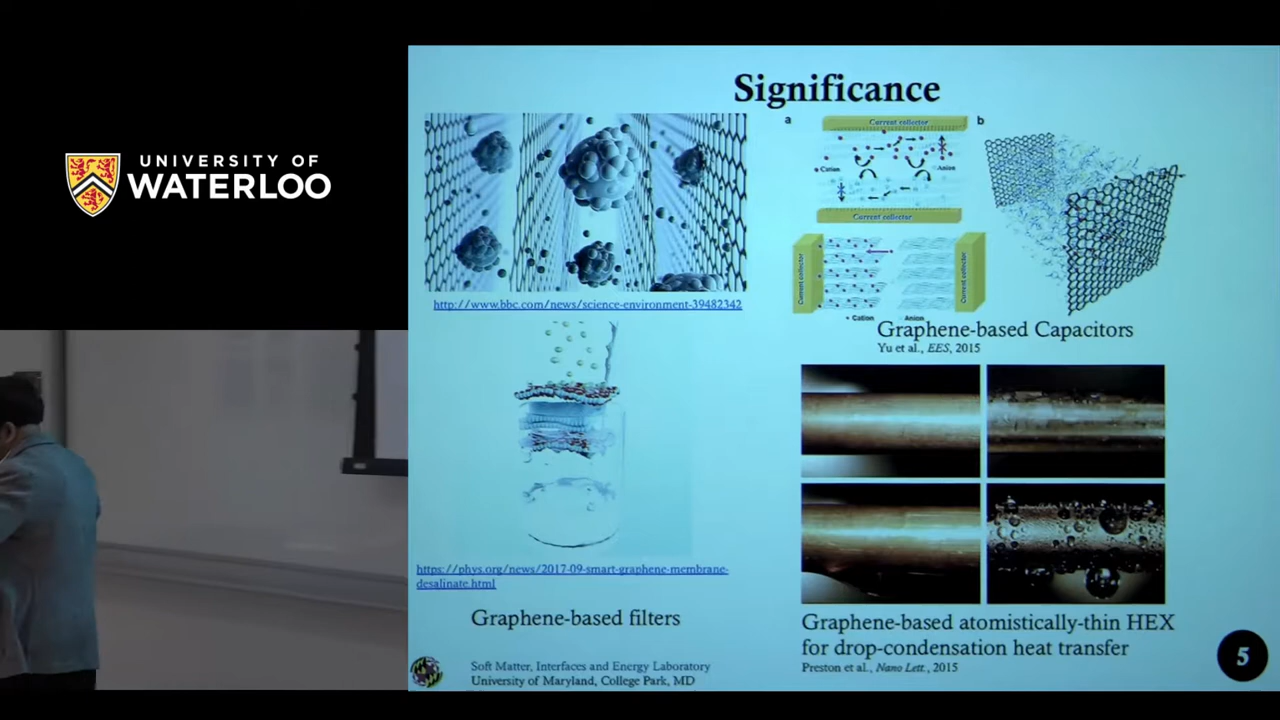 UNIVERSITY OF
WATERLOO
Significance
http://www.bbc.com/news/science-environment-39482342
a
Current collector
Cation
Anion
Current collector
Current collector
Current collector
Cation
Anion
b
Graphene-based Capacitors
Yu et al., EES, 2015
https://phys.org/news/2017-09-smart-graphene-membrane-
desalinate.html
Graphene-based filters
Graphene-based atomistically-thin HEX
for drop-condensation heat transfer
Preston et al., Nano Lett., 2015
Soft Matter, Interfaces and Energy Laboratory
University of Maryland, College Park, MD
5